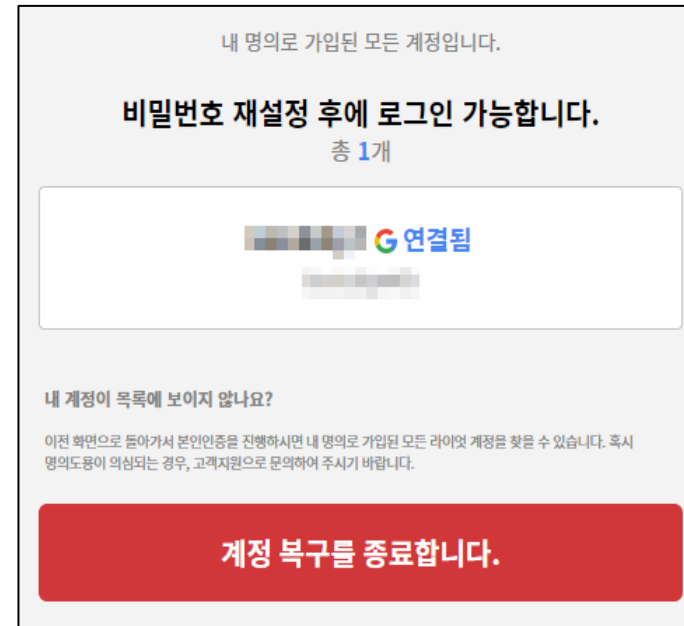 내 명의로 가입된 모든 계정입니다.
비밀번호 재설정 후에 로그인 가능합니다.
총 1개
연결됨
내 계정이 목록에 보이지 않나요?
이전 화면으로 돌아가서 본인인증을 진행하시면 내 명의로 가입된 모든 라이엇 계정을 찾을 수 있습니다. 혹시
명의도용이 의심되는 경우, 고객지원으로 문의하여 주시기 바랍니다.
계정 복구를 종료합니다.